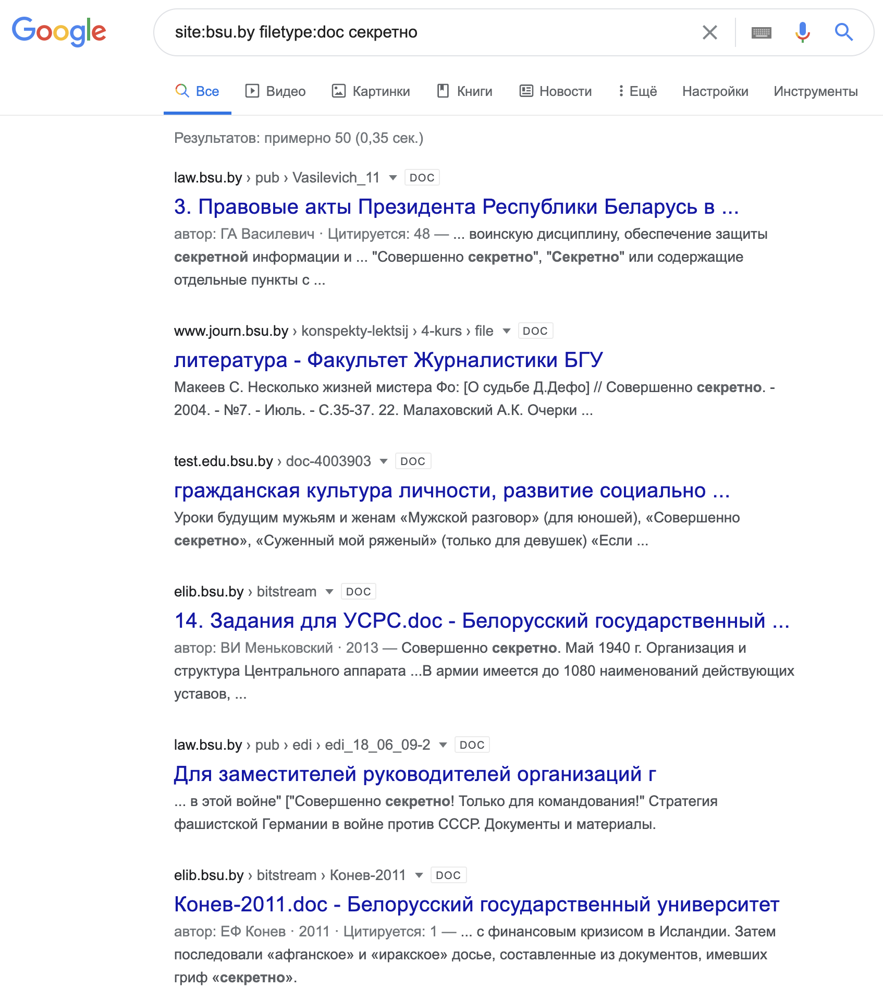 Google
site:bsu.by filetype:doc секретно
Все Видео Картинки Книги Новости Ещё Настройки Инструменты
Результатов: примерно 50 (0,35 сек.)
law.bsu.by › pub › Vasilevich_11 DOC
3. Правовые акты Президента Республики Беларусь в ...
автор: ГА Василевич · Цитируется: 48 — ... воинскую дисциплину, обеспечение защиты
секретной информации и ... "Совершенно секретно", "Секретно" или содержащие
отдельные пункты с ...
www.journ.bsu.by › konspekty-lektsij › 4-kurs › file DOC
литература - Факультет Журналистики БГУ
Макеев С. Несколько жизней мистера Фо: [О судьбе Д.Дефо] // Совершенно секретно. -
2004. - №7. - Июль. - С.35-37. 22. Малаховский А.К. Очерки ...
test.edu.bsu.by › doc-4003903 DOC
гражданская культура личности, развитие социально ...
Уроки будущим мужьям и женам «Мужской разговор» (для юношей), «Совершенно
секретно», «Суженный мой ряженый» (только для девушек) «Если ...
elib.bsu.by › bitstream DOC
14. Задания для УСРС.doc - Белорусский государственный ...
автор: ВИ Меньковский · 2013 — Совершенно секретно. Май 1940 г. Организация и
структура Центрального аппарата ...В армии имеется до 1080 наименований действующих
уставов, ...
law.bsu.by › pub › edi › edi_18_06_09-2 DOC
Для заместителей руководителей организаций г
... в этой войне" ["Совершенно секретно! Только для командования!" Стратегия
фашистской Германии в войне против СССР. Документы и материалы.
elib.bsu.by › bitstream › Конев-2011 DOC
Конев-2011.doc - Белорусский государственный университет
автор: ЕФ Конев · 2011 · Цитируется: 1 — ... с финансовым кризисом в Исландии. Затем
последовали «афганское» и «иракское» досье, составленные из документов, имевших
гриф «секретно».